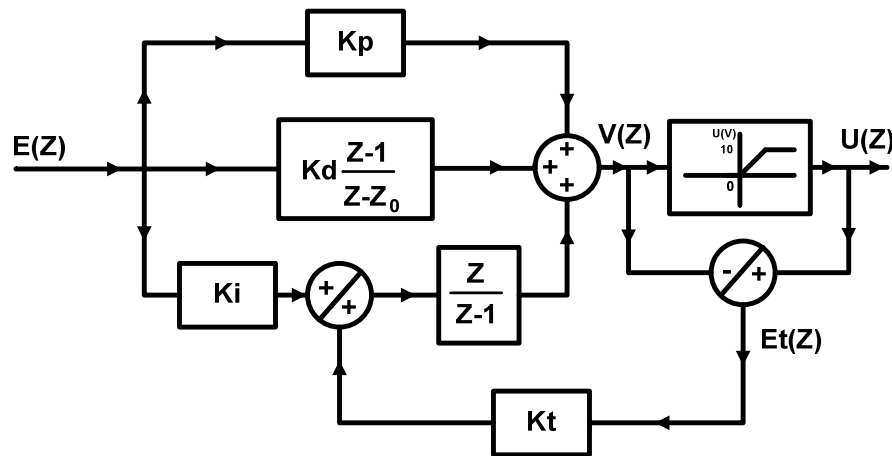 Kp
E(Z)
Kd Z-1
Z-Z0
+
+
+
V(Z)
U(V)
10
0
U(Z)
Ki
+
+
Z
Z-1
-
+
Et(Z)
Kt